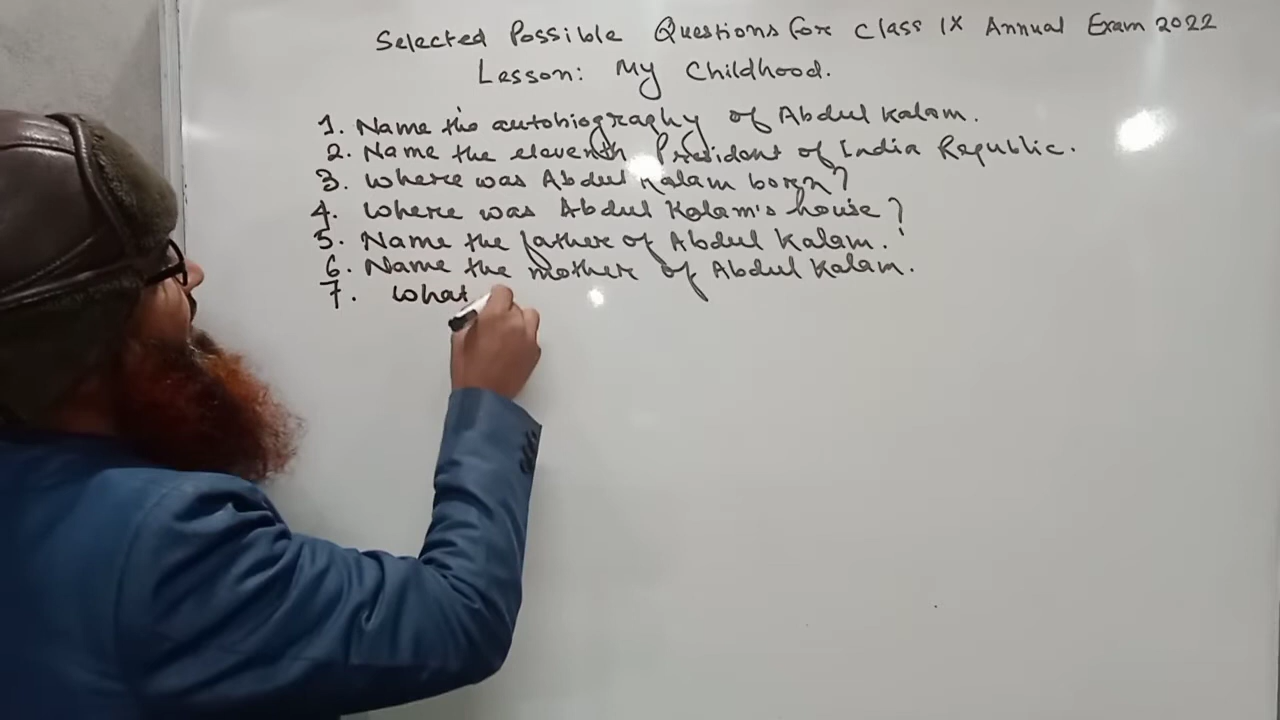 Selected Possible Questions for Class IX Annual Exam 2022
Lesson: My Childhood.
1. Name the autobiography of Abdul Kalam.
2. Name the eleventh President of India Republic.
3. Where was Abdul Kalam born?
4. Where was Abdul Kalam's house?
5. Name the father of Abdul Kalam.
6. Name the mother of Abdul Kalam.
7. What